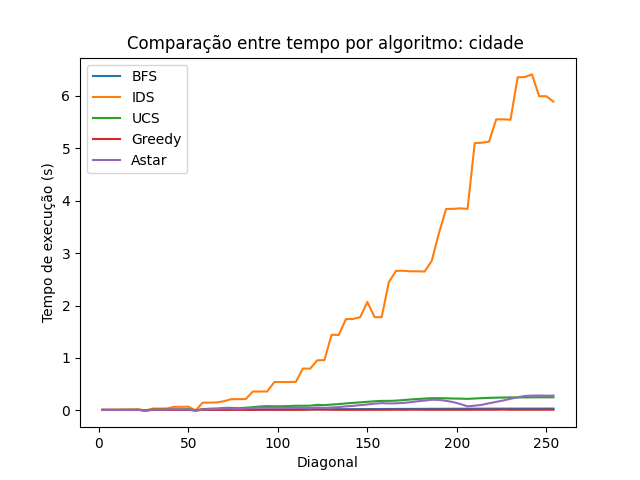 Comparação entre tempo por algoritmo: cidade
BFS
IDS
UCS
Greedy
Astar
Tempo de execução (s)
6
5
4
3
2
1
0
0 50 100 150 200 250
Diagonal